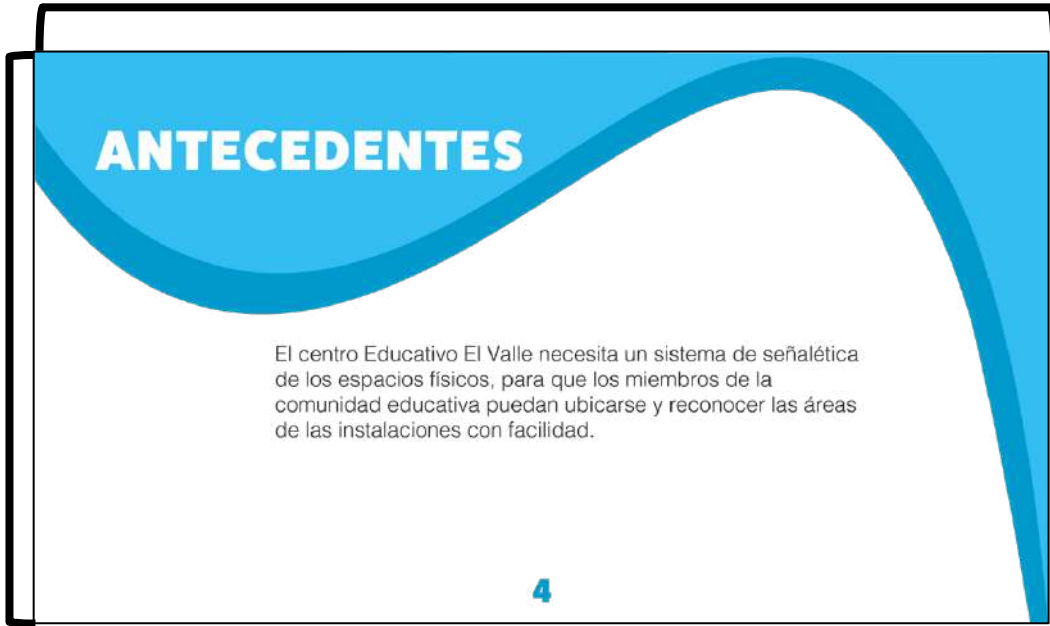 ANTECEDENTES
El centro Educativo El Valle necesita un sistema de señalética
de los espacios físicos, para que los miembros de la
comunidad educativa puedan ubicarse y reconocer las áreas
de las instalaciones con facilidad.
4